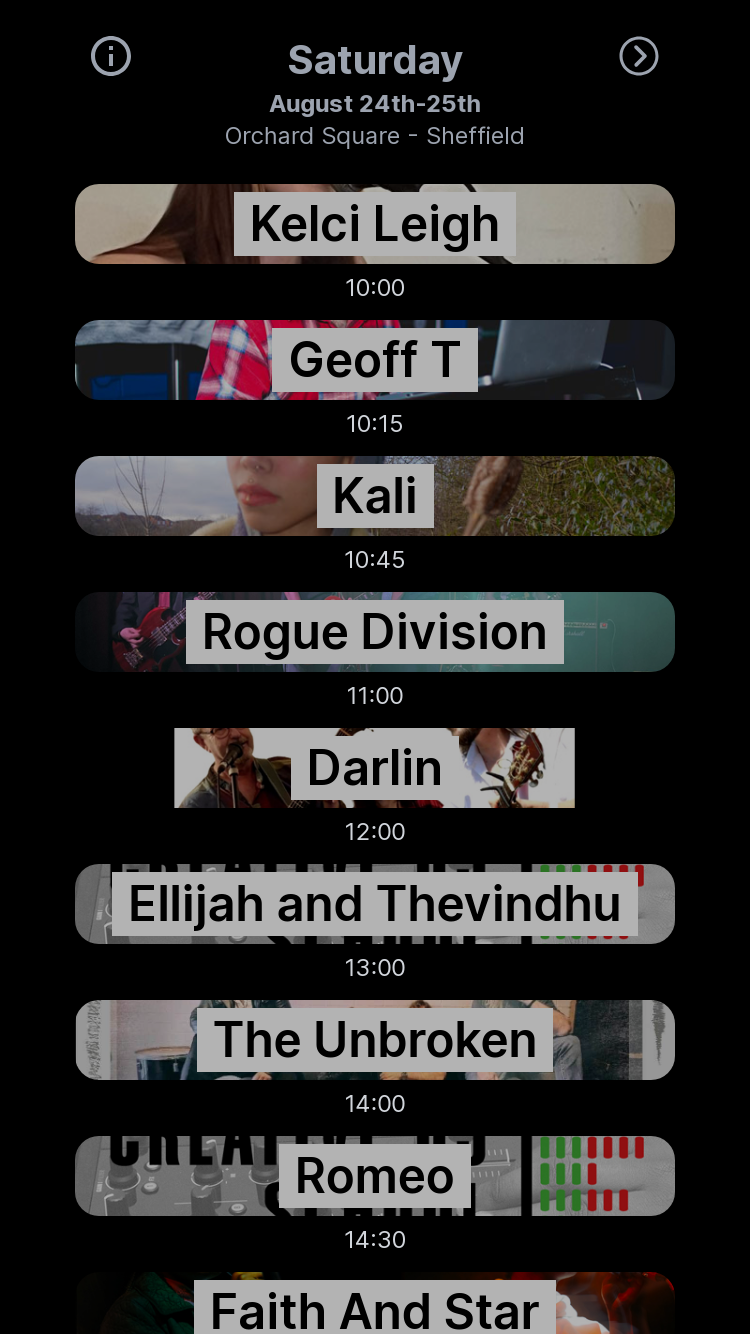 Saturday
August 24th-25th
Orchard Square - Sheffield
Kelci Leigh
10:00
Geoff T
10:15
Kali
10:45
Rogue Division
11:00
Darlin
12:00
Ellijah and Thevindhu
13:00
The Unbroken
14:00
CREATIVE
Romeo
14:30
Faith And Star